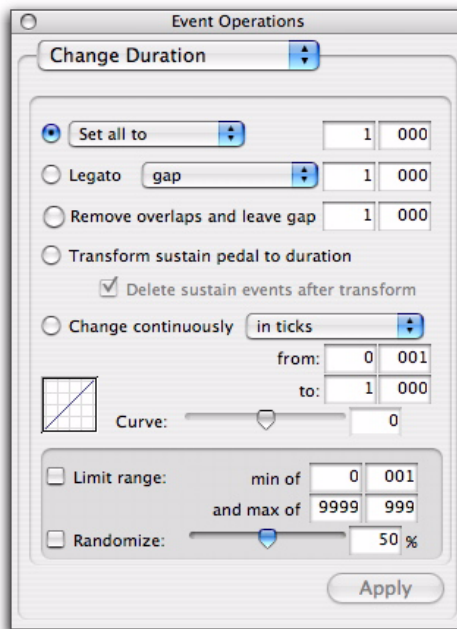 Event Operations
Change Duration
Set all to 1 000
Legato gap 1 000
Remove overlaps and leave gap 1 000
Transform sustain pedal to duration
Delete sustain events after transform
Change continuously in ticks
from: 0 001
to: 1 000
Curve: 0
Limit range: min of 0 001
and max of 9999 999
Randomize: 50 %
Apply